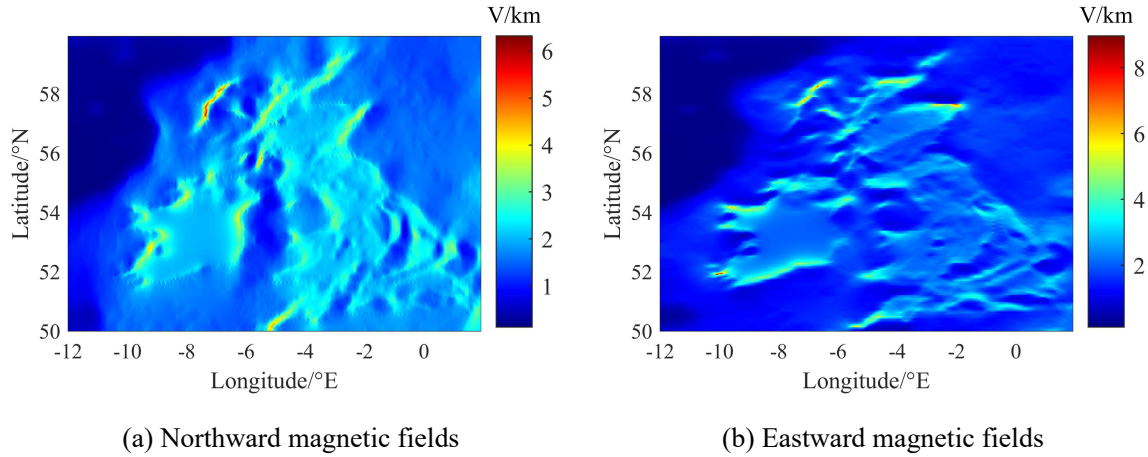 V/km
6
5
4
3
2
1
58
56
54
52
50
Latitude/°N
-12 -10 -8 -6 -4 -2 0
Longitude/°E
(a) Northward magnetic fields
V/km
8
6
4
2
58
56
54
52
50
Latitude/°N
-12 -10 -8 -6 -4 -2 0
Longitude/°E
(b) Eastward magnetic fields